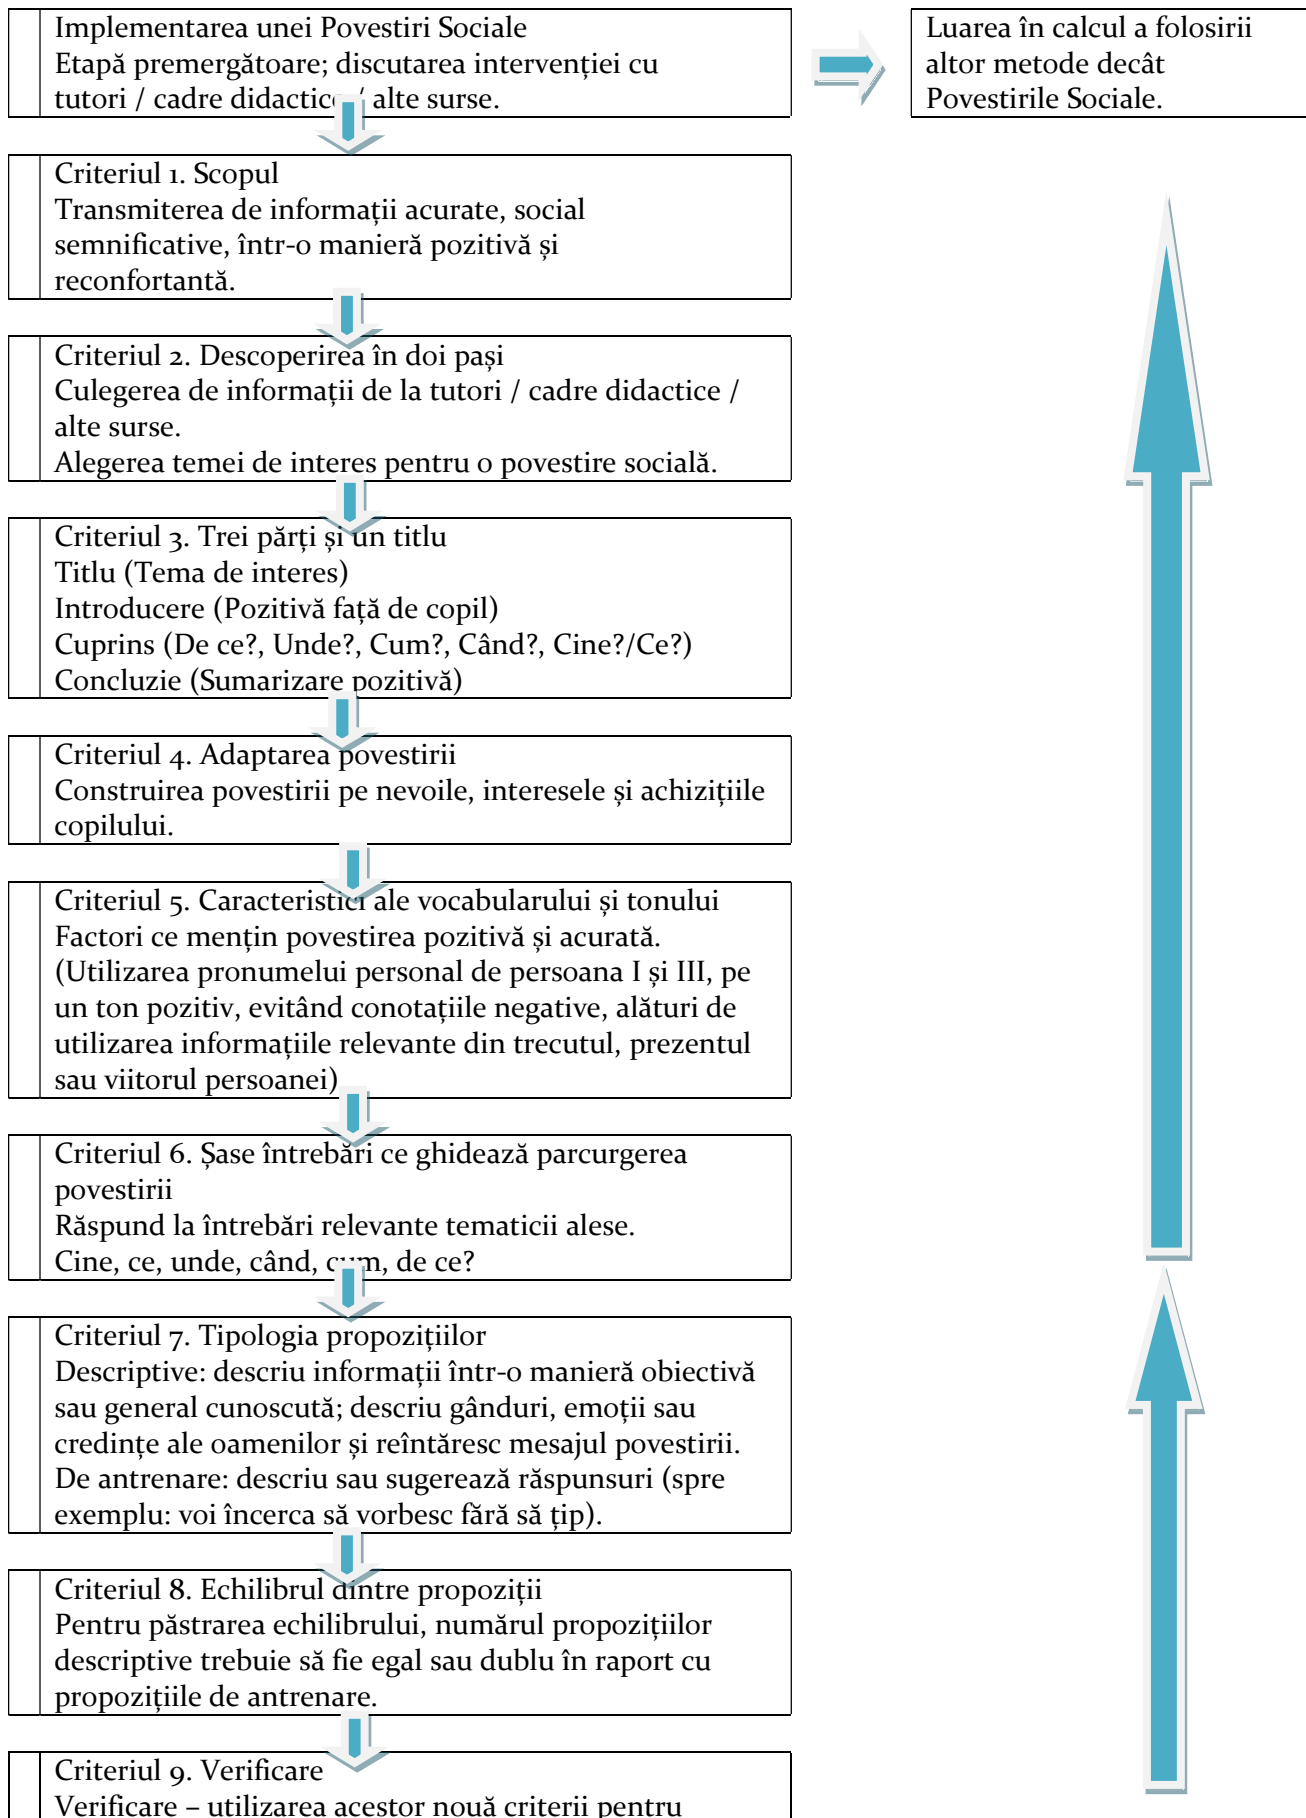 Implementarea unei Povestiri Sociale
Etapă premergătoare; discutarea intervenției cu
tutori / cadre didactice / alte surse.
Luarea în calcul a folosirii
altor metode decât
Povestirile Sociale.
Criteriul 1. Scopul
Transmiterea de informații acurate, social
semnificative, într-o manieră pozitivă și
reconfortantă.
Criteriul 2. Descoperirea în doi pași
Culegerea de informații de la tutori / cadre didactice /
alte surse.
Alegerea temei de interes pentru o povestire socială.
Criteriul 3. Trei părți și un titlu
Titlu (Tema de interes)
Introducere (Pozitivă față de copil)
Cuprins (De ce?, Unde?, Cum?, Când?, Cine?/Ce?)
Concluzie (Sumarizare pozitivă)
Criteriul 4. Adaptarea povestirii
Construirea povestirii pe nevoile, interesele și achizițiile
copilului.
Criteriul 5. Caracteristici ale vocabularului și tonului
Factori ce mențin povestirea pozitivă și acurată.
(Utilizarea pronumelui personal de persoana I și III, pe
un ton pozitiv, evitând conotațiile negative, alături de
utilizarea informațiile relevante din trecutul, prezentul
sau viitorul persoanei)
Criteriul 6. Șase întrebări ce ghidează parcurgerea
povestirii
Răspund la întrebări relevante tematicii alese.
Cine, ce, unde, când, cum, de ce?
Criteriul 7. Tipologia propozițiilor
Descriptive: descriu informații într-o manieră obiectivă
sau general cunoscută; descriu gânduri, emoții sau
credințe ale oamenilor și reîntăresc mesajul povestirii.
De antrenare: descriu sau sugerează răspunsuri (spre
exemplu: voi încerca să vorbesc fără să țip).
Criteriul 8. Echilibrul dintre propoziții
Pentru păstrarea echilibrului, numărul propozițiilor
descriptive trebuie să fie egal sau dublu în raport cu
propozițiile de antrenare.
Criteriul 9. Verificare
Verificare – utilizarea acestor nouă criterii pentru